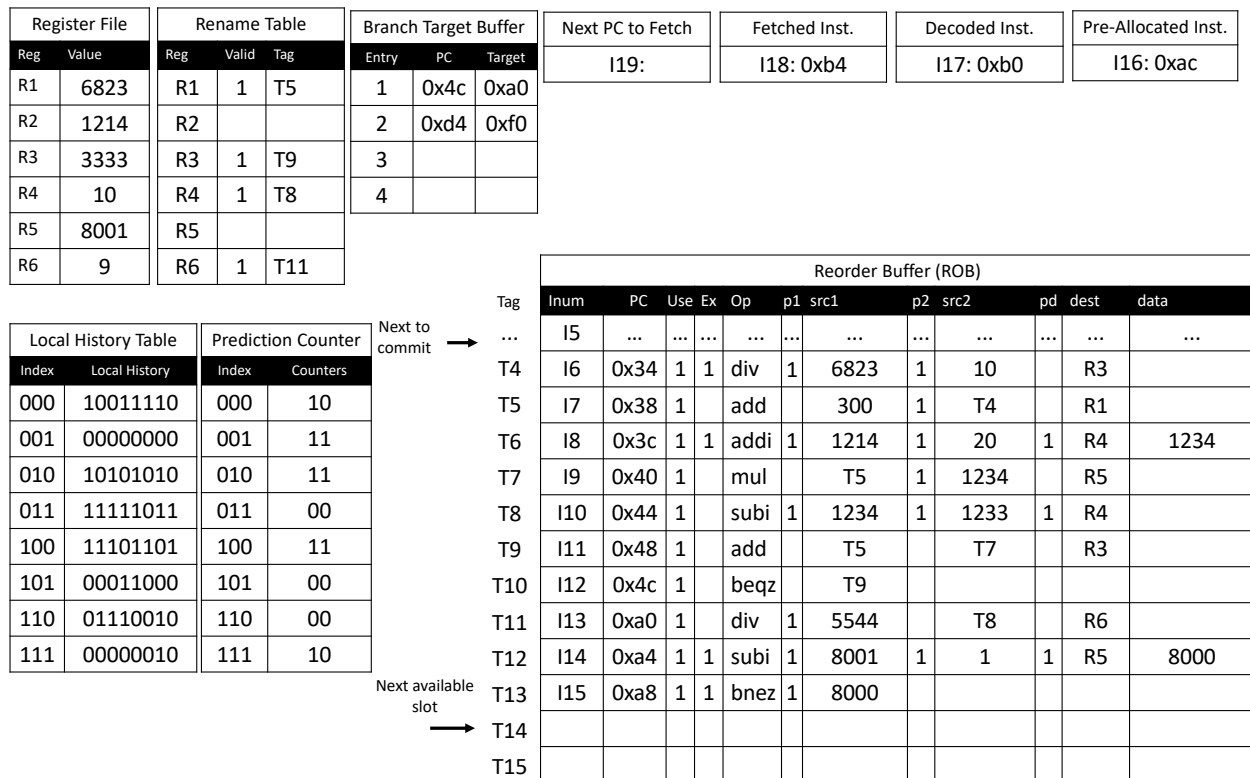 Register File
Reg Value
R1 6823
R2 1214
R3 3333
R4 10
R5 8001
R6 9
Rename Table
Reg Valid Tag
R1 1 T5
R2
R3 1 T9
R4 1 T8
R5
R6 1 T11
Branch Target Buffer
Entry PC Target
1 0x4c 0xa0
2 0xd4 0xf0
3
4
Next PC to Fetch
I19:
Fetched Inst.
I18: 0xb4
Decoded Inst.
I17: 0xb0
Pre-Allocated Inst.
I16: 0xac
Local History Table
Index Local History
000 10011110
001 00000000
010 10101010
011 11111011
100 11101101
101 00011000
110 01110010
111 00000010
Prediction Counter
Index Counters
000 10
001 11
010 11
011 00
100 11
101 00
110 00
111 10
Next to
commit
Next available
slot
Reorder Buffer (ROB)
Tag Inum PC Use Ex Op p1 src1 p2 src2 pd dest data
... I5 ... ... ... ... ... ... ... ... ... ... ...
T4 I6 0x34 1 1 div 1 6823 1 10 R3
T5 I7 0x38 1 add 300 1 T4 R1
T6 I8 0x3c 1 1 addi 1 1214 1 20 1 R4 1234
T7 I9 0x40 1 mul T5 1 1234 R5
T8 I10 0x44 1 subi 1 1234 1 1233 1 R4
T9 I11 0x48 1 add T5 T7 R3
T10 I12 0x4c 1 beqz T9
T11 I13 0xa0 1 div 1 5544 T8 R6
T12 I14 0xa4 1 1 subi 1 8001 1 1 1 R5 8000
T13 I15 0xa8 1 1 bnez 1 8000
T14
T15